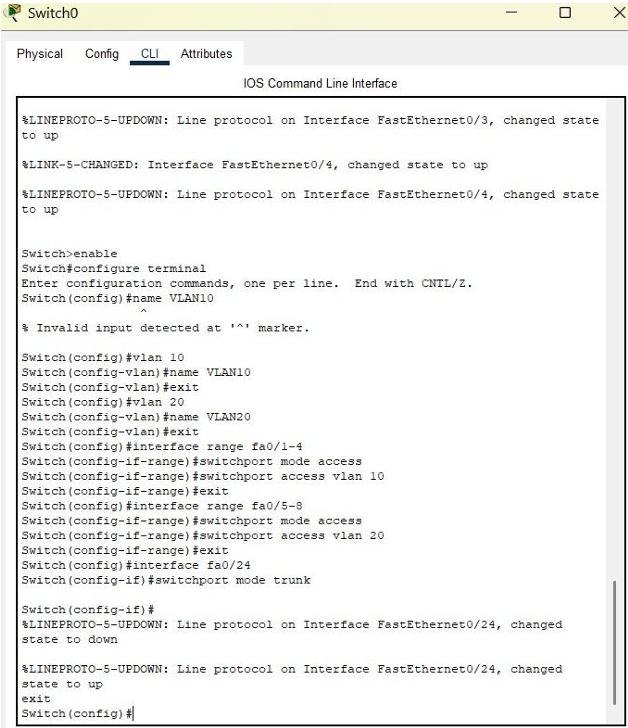 Switch0
Physical Config CLI Attributes
IOS Command Line Interface
%LINEPROTO-5-UPDOWN: Line protocol on Interface FastEthernet0/3, changed state
to up
%LINK-5-CHANGED: Interface FastEthernet0/4, changed state to up
%LINEPROTO-5-UPDOWN: Line protocol on Interface FastEthernet0/4, changed state
to up
Switch>enable
Switch#configure terminal
Enter configuration commands, one per line.  End with CNTL/Z.
Switch(config)#name VLAN10
^
% Invalid input detected at '^' marker.
Switch(config)#vlan 10
Switch(config-vlan)#name VLAN10
Switch(config-vlan)#exit
Switch(config)#vlan 20
Switch(config-vlan)#name VLAN20
Switch(config-vlan)#exit
Switch(config)#interface range fa0/1-4
Switch(config-if-range)#switchport mode access
Switch(config-if-range)#switchport access vlan 10
Switch(config-if-range)#exit
Switch(config)#interface range fa0/5-8
Switch(config-if-range)#switchport mode access
Switch(config-if-range)#switchport access vlan 20
Switch(config-if-range)#exit
Switch(config)#interface fa0/24
Switch(config-if)#switchport mode trunk
Switch(config-if)#
%LINEPROTO-5-UPDOWN: Line protocol on Interface FastEthernet0/24, changed
state to down
%LINEPROTO-5-UPDOWN: Line protocol on Interface FastEthernet0/24, changed
state to up
exit
Switch(config)#